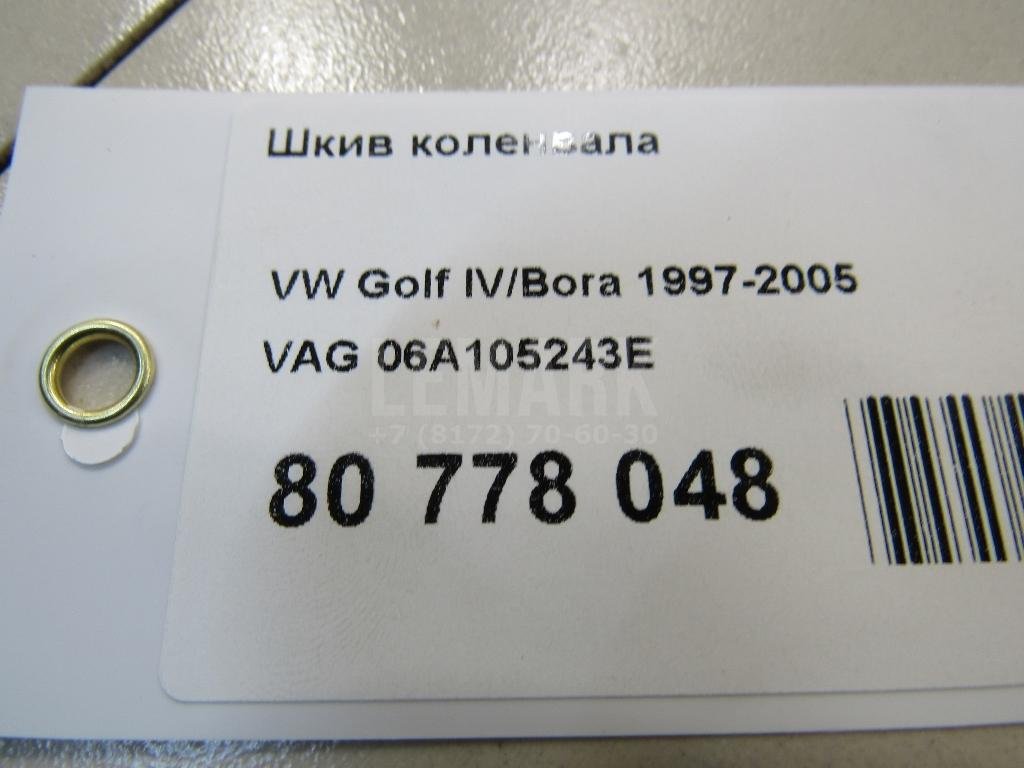 Шкив коленвала
VW Golf IV/Bora 1997-2005
VAG 06A105243E
LEMARK
+7 (8172) 70-60-30
80 778 048